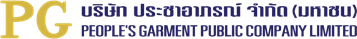 PG บริษัท ประชาอาภรณ์ จำกัด (มหาชน)
PEOPLE'S GARMENT PUBLIC COMPANY LIMITED